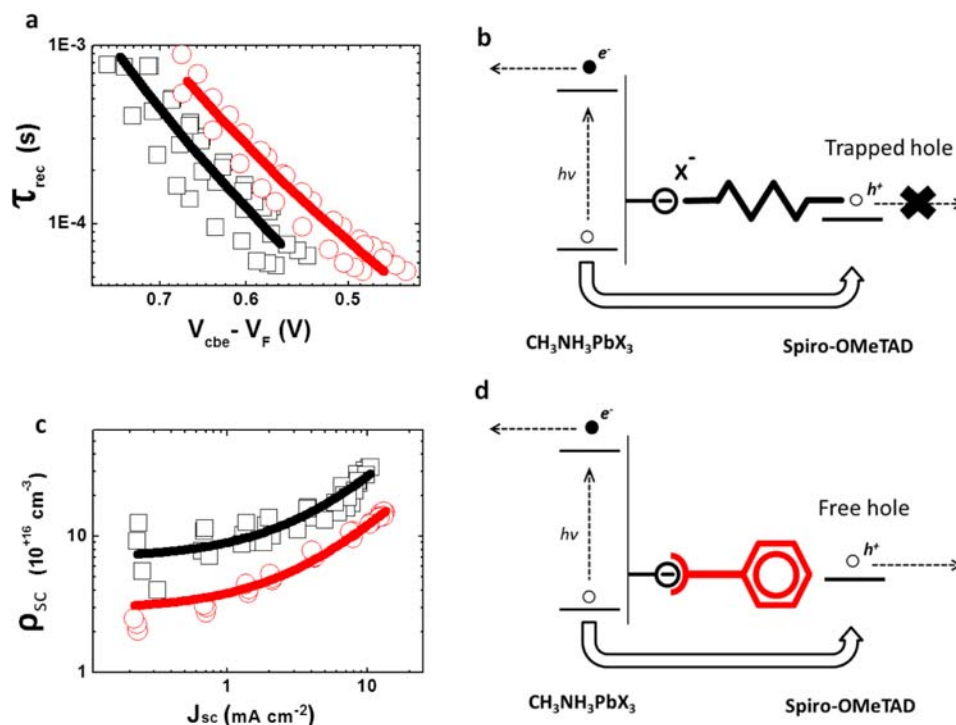 a
1E-3
1E-4
τrec (s)
0.7 0.6 0.5
Vcbe - VF (V)
b
e-
hν
X-
Trapped hole
h+
CH3NH3PbX3 Spiro-OMeTAD
c
10
1
ρSC (10+16 cm-3)
1 10
JSC (mA cm-2)
d
e-
hν
Free hole
h+
CH3NH3PbX3 Spiro-OMeTAD